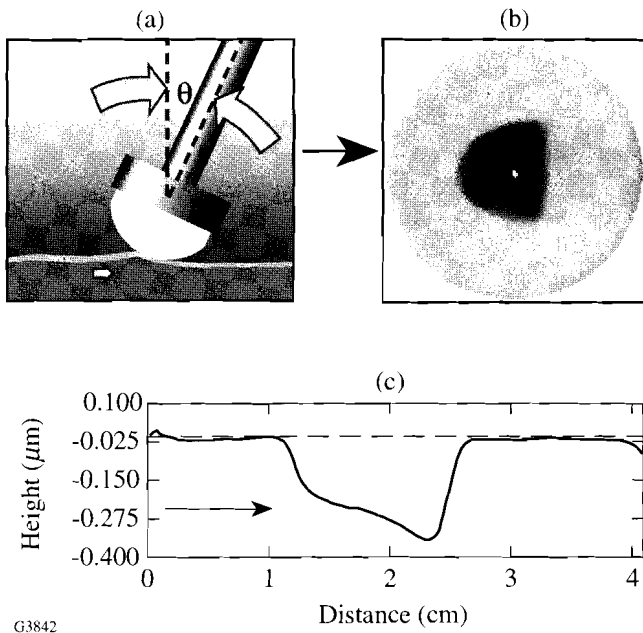 (a)
(b)
θ
(c)
0.100
-0.025
-0.150
-0.275
-0.400
Height (μm)
0 1 2 3 4
Distance (cm)
G3842